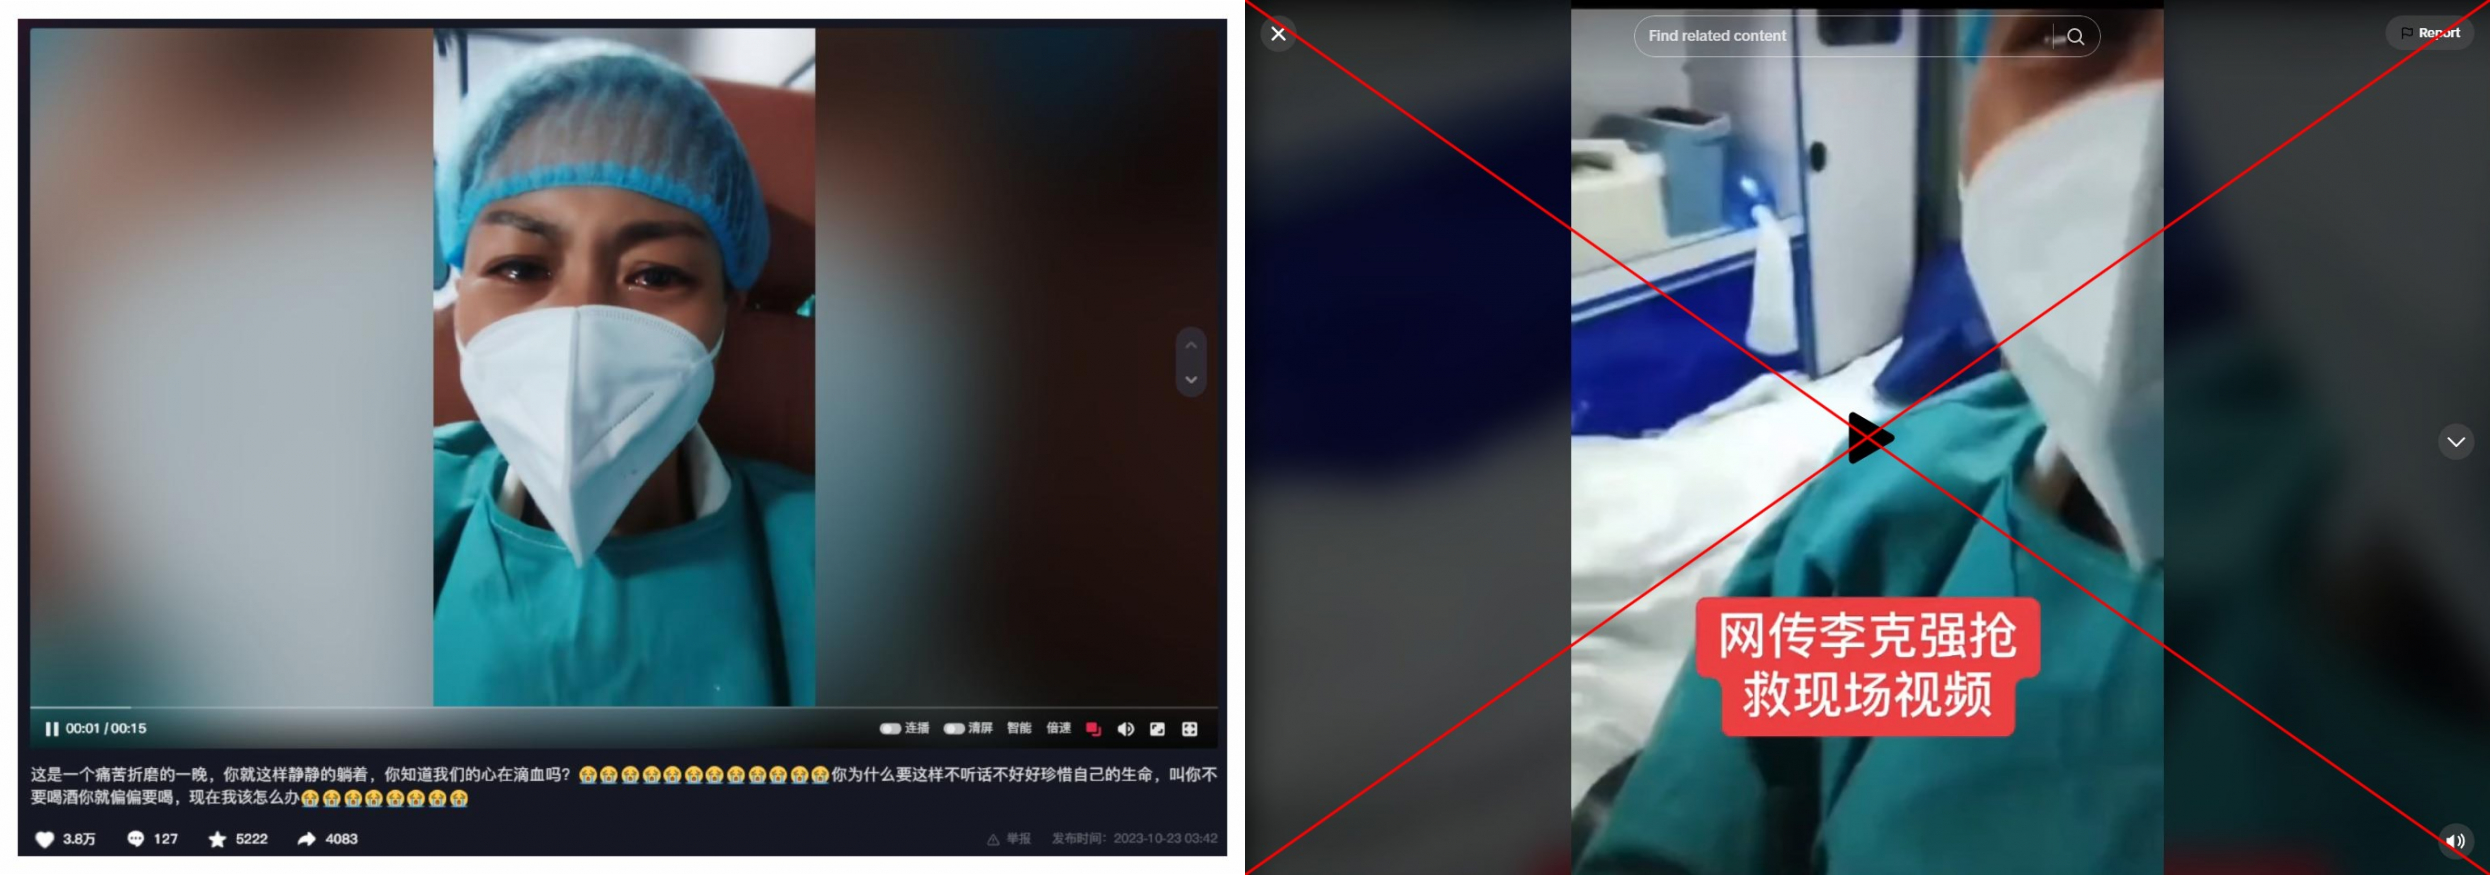 00:01 / 00:15
连播 清屏 智能 倍速
这是一个痛苦折磨的一晚，你就这样静静的躺着，你知道我们的心在滴血吗？😭😭😭😭😭😭😭😭😭😭😭😭你为什么要这样不听话不好好珍惜自己的生命，叫你不
要喝酒你就偏偏要喝，现在我该怎么办😭😭😭😭😭😭😭😭
3.8万 127 5222 4083 举报 发布时间：2023-10-23 03:42
Find related content
Report
网传李克强抢
救现场视频